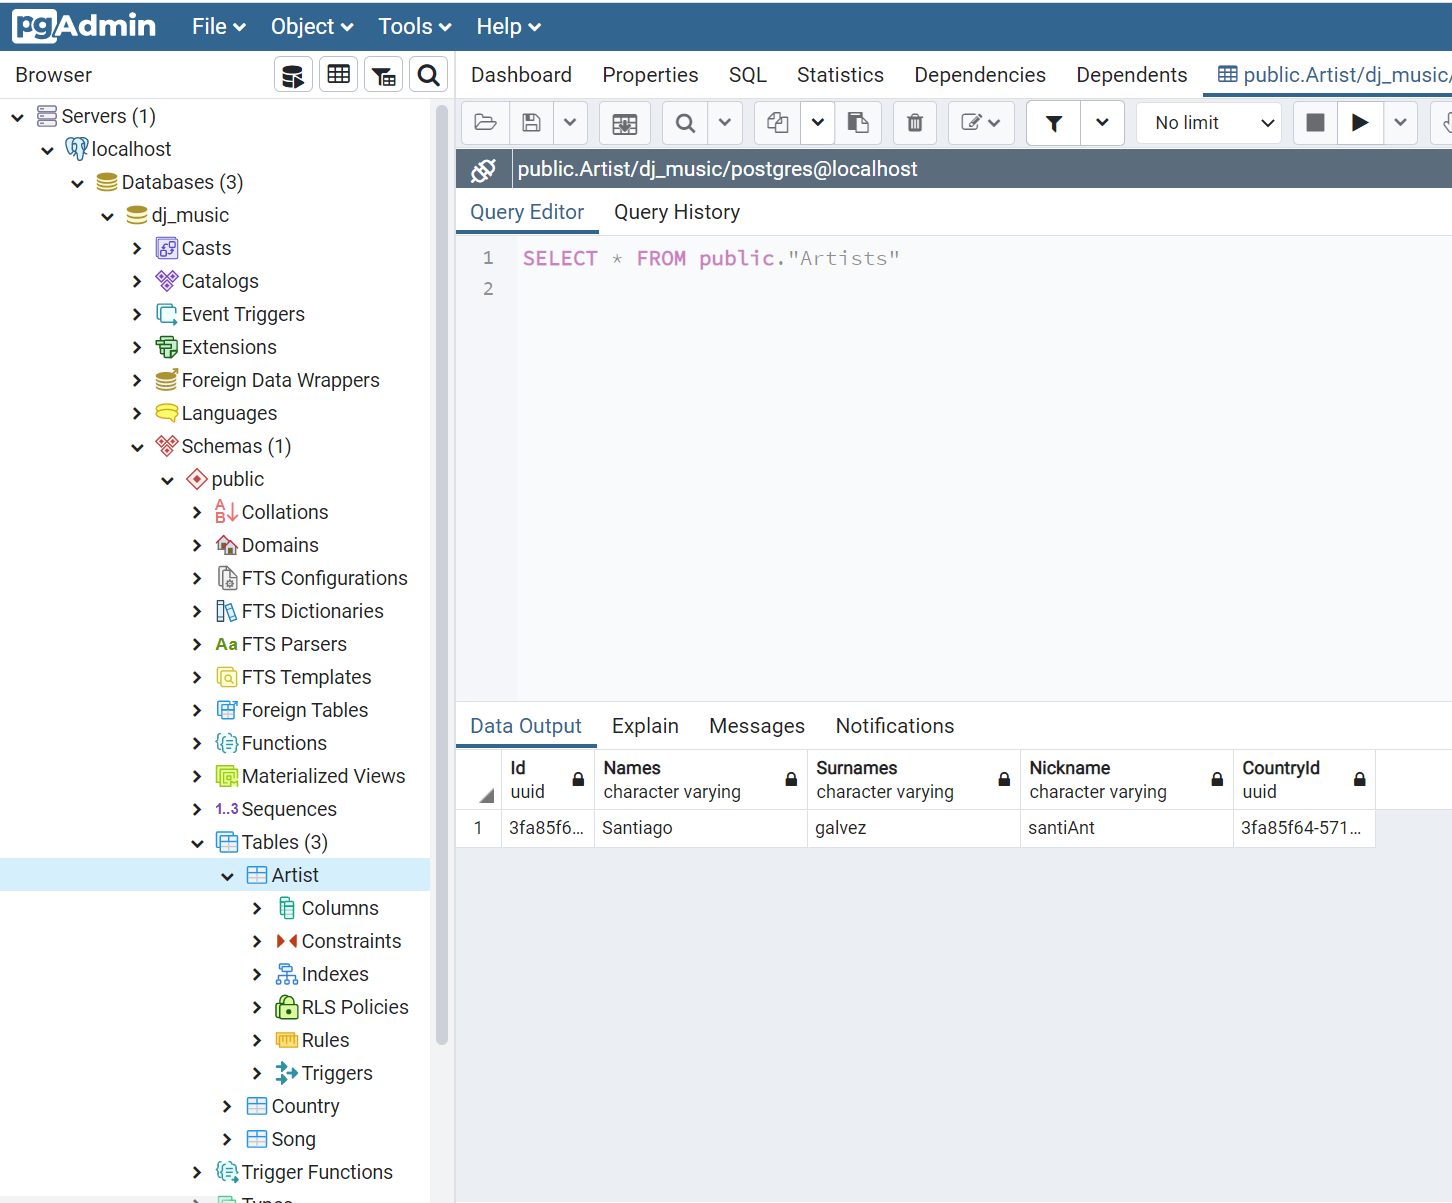 pgAdmin File Object Tools Help
Browser
Dashboard Properties SQL Statistics Dependencies Dependents public.Artist/dj_music/
Servers (1)
localhost
Databases (3)
dj_music
Casts
Catalogs
Event Triggers
Extensions
Foreign Data Wrappers
Languages
Schemas (1)
public
A
B
Collations
Domains
FTS Configurations
FTS Dictionaries
Aa FTS Parsers
FTS Templates
Foreign Tables
Functions
Materialized Views
1..3 Sequences
Tables (3)
Artist
Columns
Constraints
Indexes
RLS Policies
Rules
Triggers
Country
Song
Trigger Functions
Types
No limit
public.Artist/dj_music/postgres@localhost
Query Editor Query History
1 SELECT * FROM public."Artists"
2
Data Output Explain Messages Notifications
Id Names Surnames Nickname CountryId
uuid character varying character varying character varying uuid
1 3fa85f6... Santiago galvez santiAnt 3fa85f64-571...